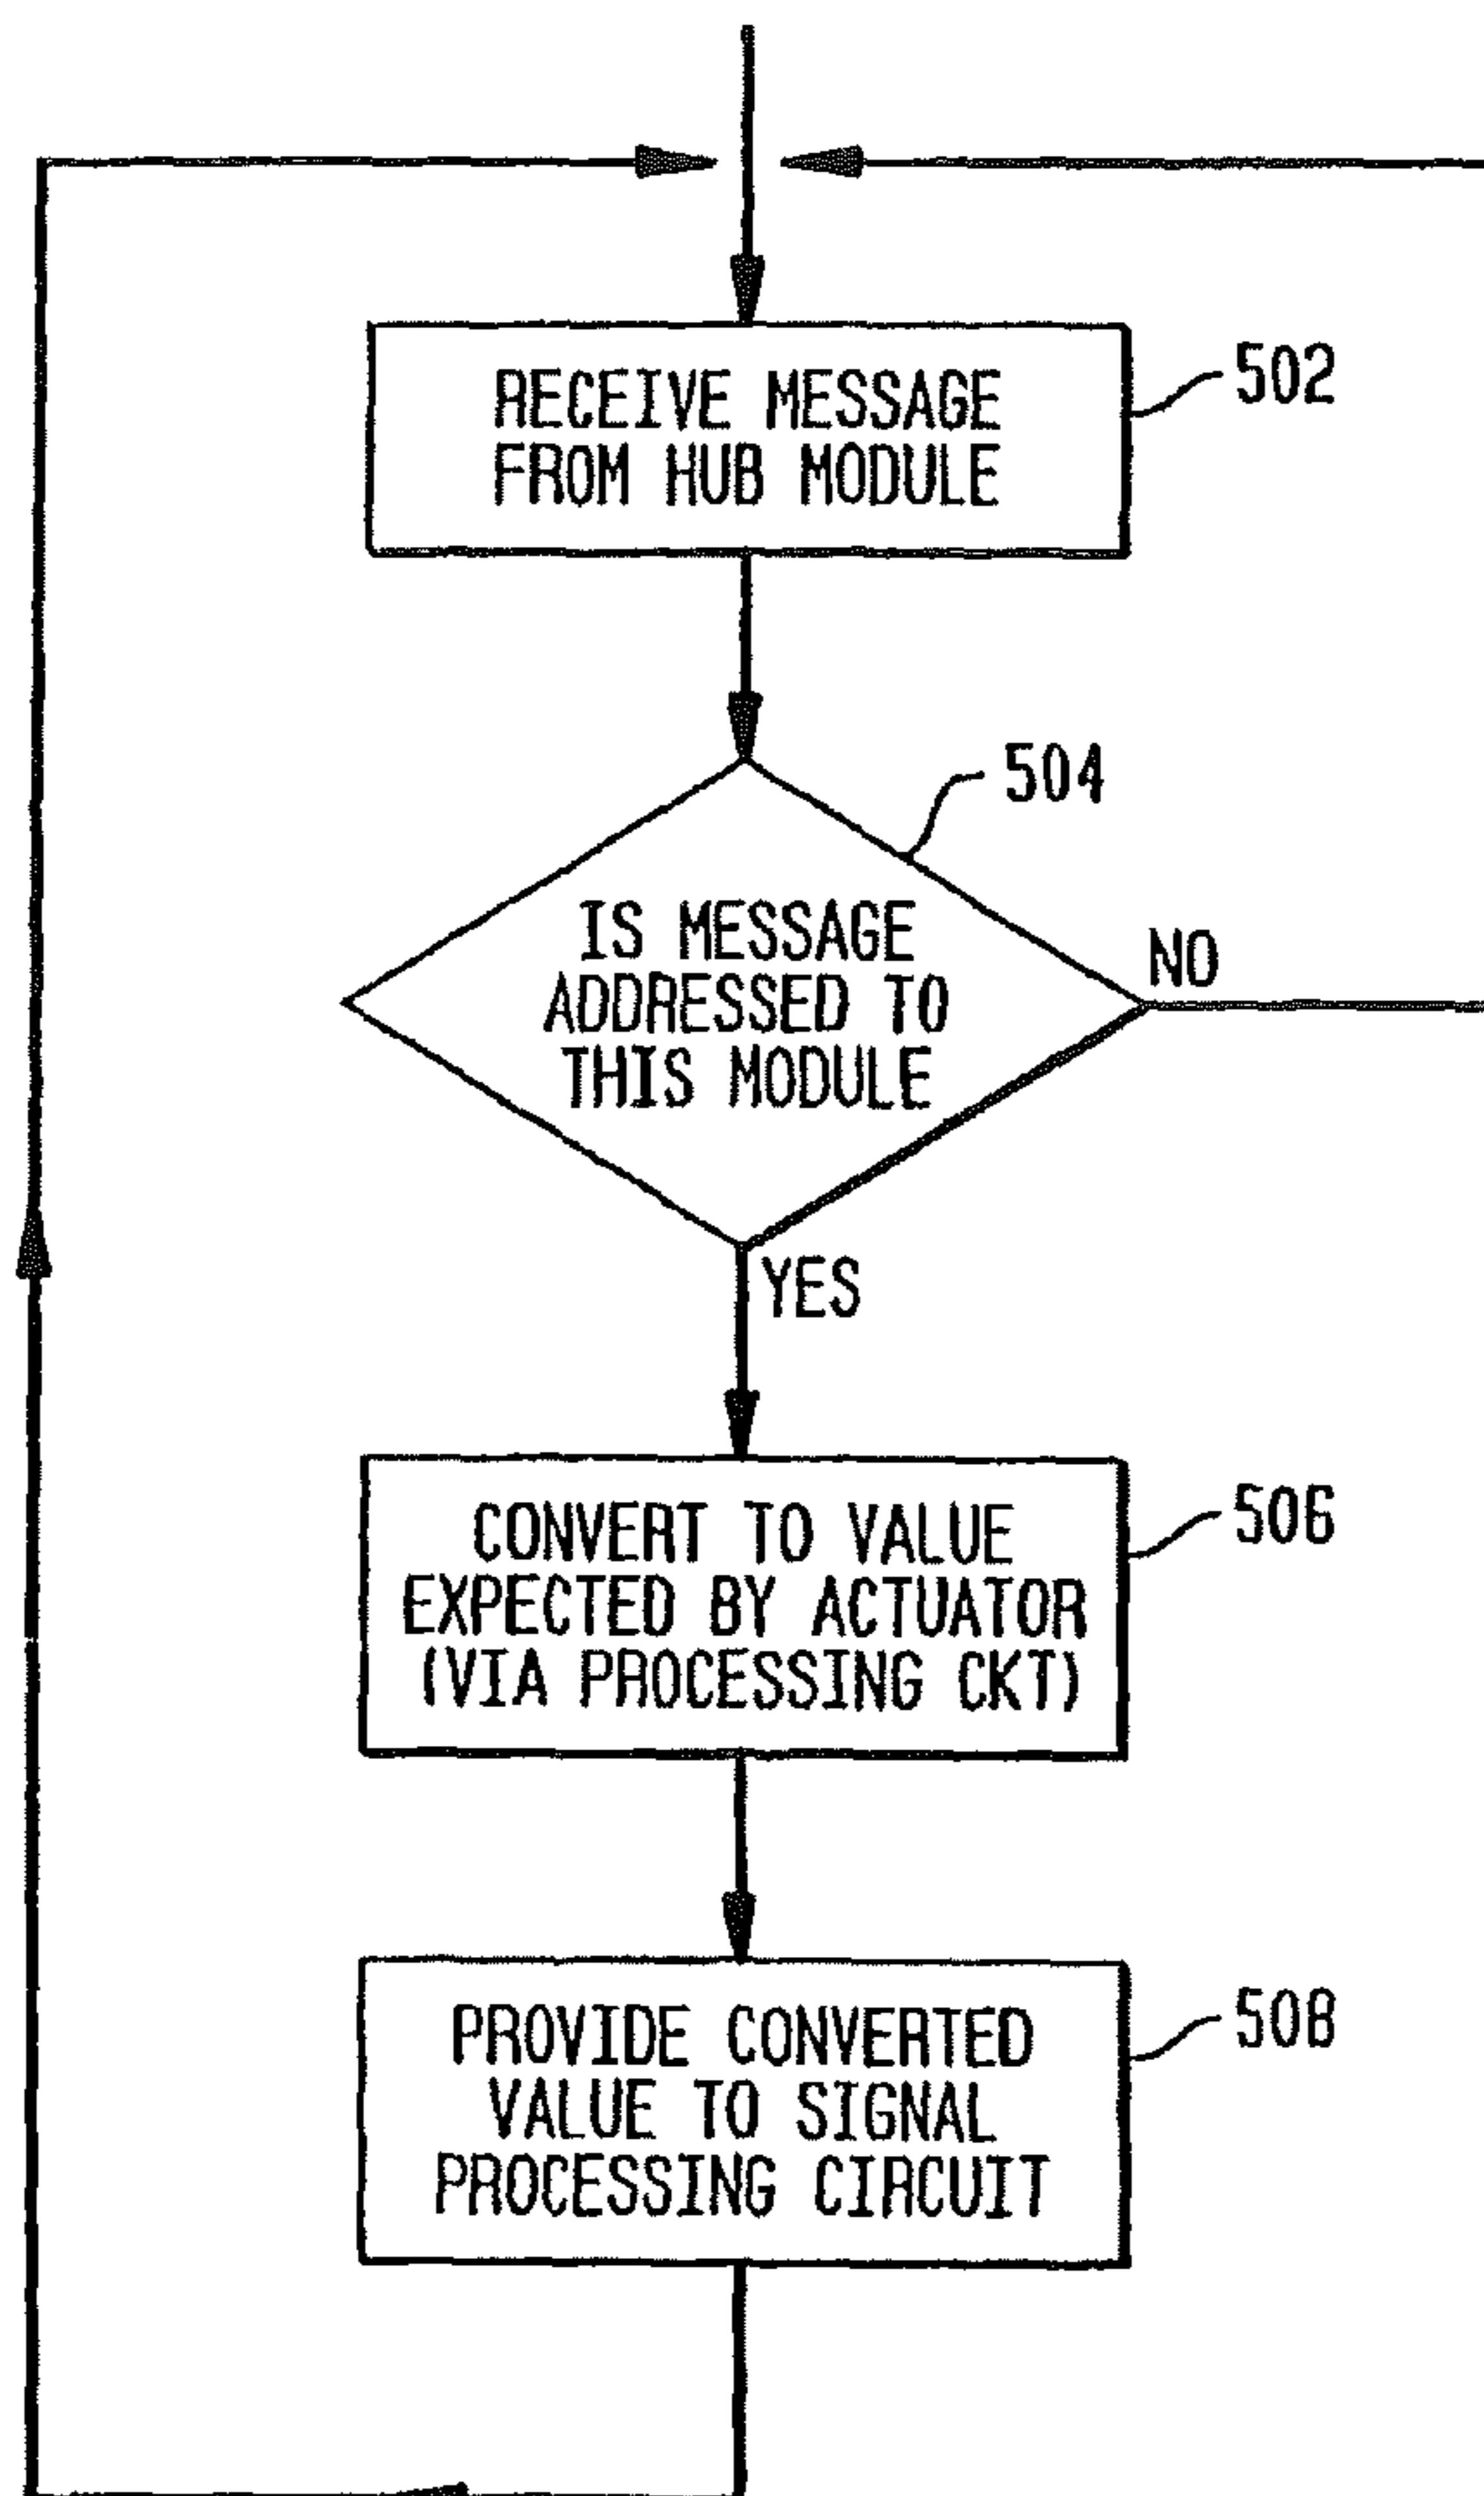 RECEIVE MESSAGE
FROM HUB MODULE
502
504
IS MESSAGE
ADDRESSED TO
THIS MODULE
NO
YES
CONVERT TO VALUE
EXPECTED BY ACTUATOR
(VIA PROCESSING CKT)
506
PROVIDE CONVERTED
VALUE TO SIGNAL
PROCESSING CIRCUIT
508